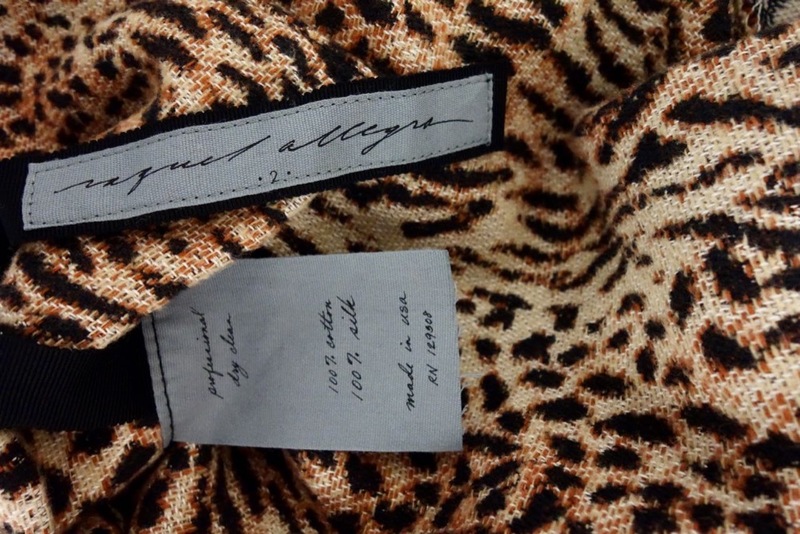 raquel allegra
.2.
professional
dry clean
100% cotton
100% silk
made in usa
RN 129308